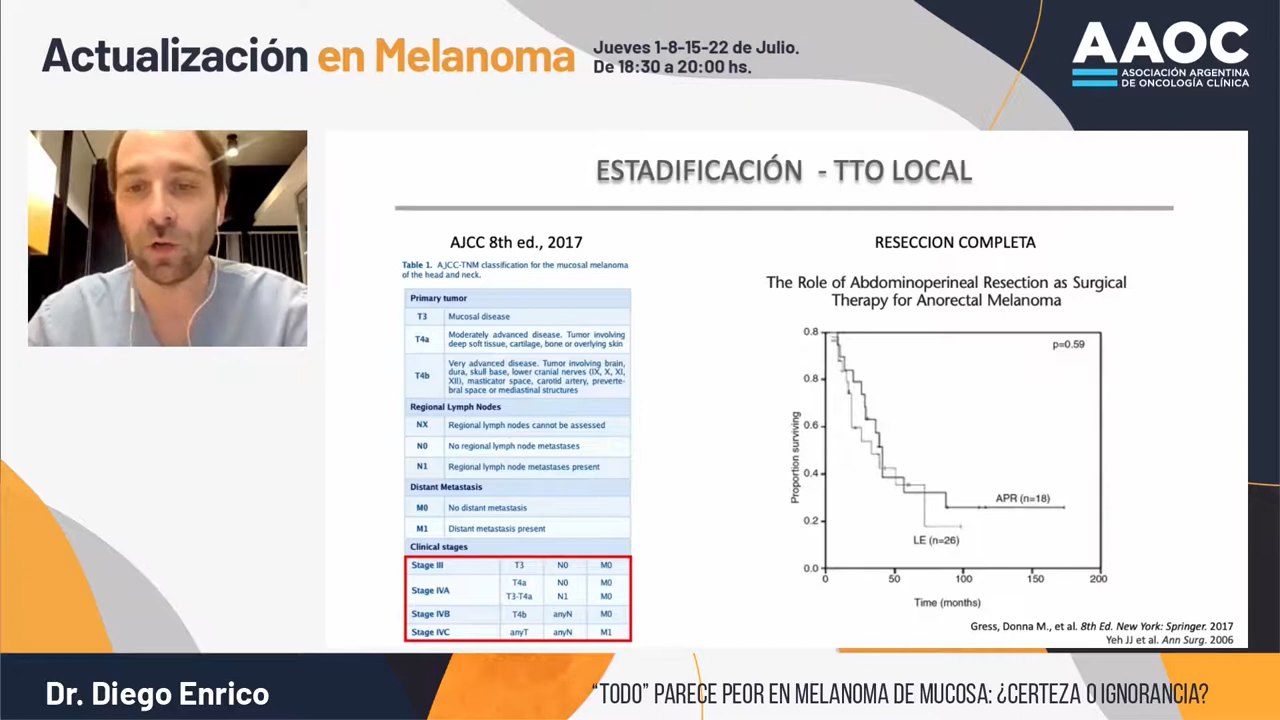 Actualización en Melanoma
Jueves 1-8-15-22 de Julio.
De 18:30 a 20:00 hs.
AAOC
ASOCIACIÓN ARGENTINA
DE ONCOLOGÍA CLÍNICA
ESTADIFICACIÓN - TTO LOCAL
AJCC 8th ed., 2017
Table 1. AJCC-TNM classification for the mucosal melanoma
of the head and neck.
Primary tumor
T3 Mucosal disease
T4a Moderately advanced disease. Tumor involving
deep soft tissue, cartilage, bone or overlying skin
T4b Very advanced disease. Tumor involving brain,
dura, skull base, lower cranial nerves (IX, X, XI,
XII), masticator space, carotid artery, preverte-
bral space or mediastinal structures
Regional Lymph Nodes
NX Regional lymph nodes cannot be assessed
N0 No regional lymph node metastases
N1 Regional lymph node metastases present
Distant Metastasis
M0 No distant metastasis
M1 Distant metastasis present
Clinical stages
Stage III T3 N0 M0
Stage IVA T4a N0 M0
T3-T4a N1 M0
Stage IVB T4b anyN M0
Stage IVC anyT anyN M1
RESECCION COMPLETA
The Role of Abdominoperineal Resection as Surgical
Therapy for Anorectal Melanoma
0.8
p=0.59
0.8
0.6
0.4
0.2
0.0
Proportion surviving
APR (n=18)
LE (n=26)
0 50 100 150 200
Time (months)
Gress, Donna M., et al. 8th Ed. New York: Springer. 2017
Yeh JJ et al. Ann Surg. 2006
Dr. Diego Enrico
“TODO” PARECE PEOR EN MELANOMA DE MUCOSA: ¿CERTEZA O IGNORANCIA?